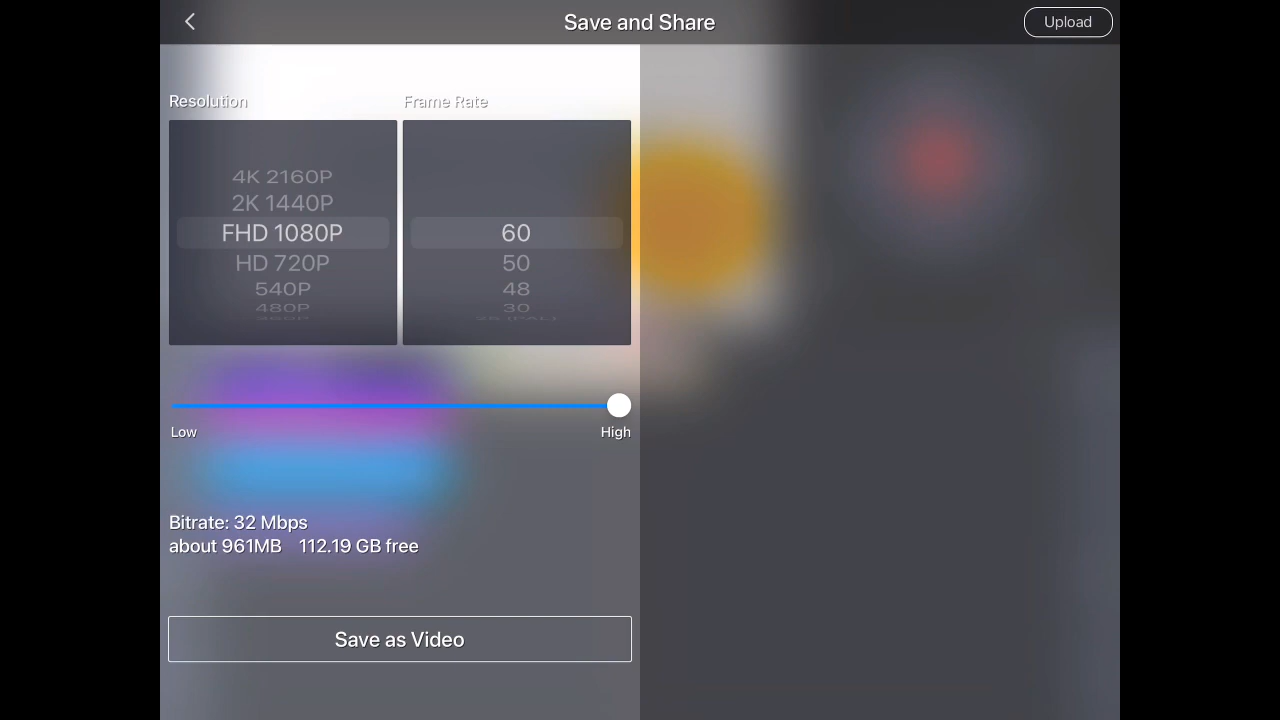 Save and Share
Upload
Resolution
Frame Rate
4K 2160P
2K 1440P
FHD 1080P
HD 720P
540P
480P
60
50
48
30
Low
High
Bitrate: 32 Mbps
about 961MB 112.19 GB free
Save as Video